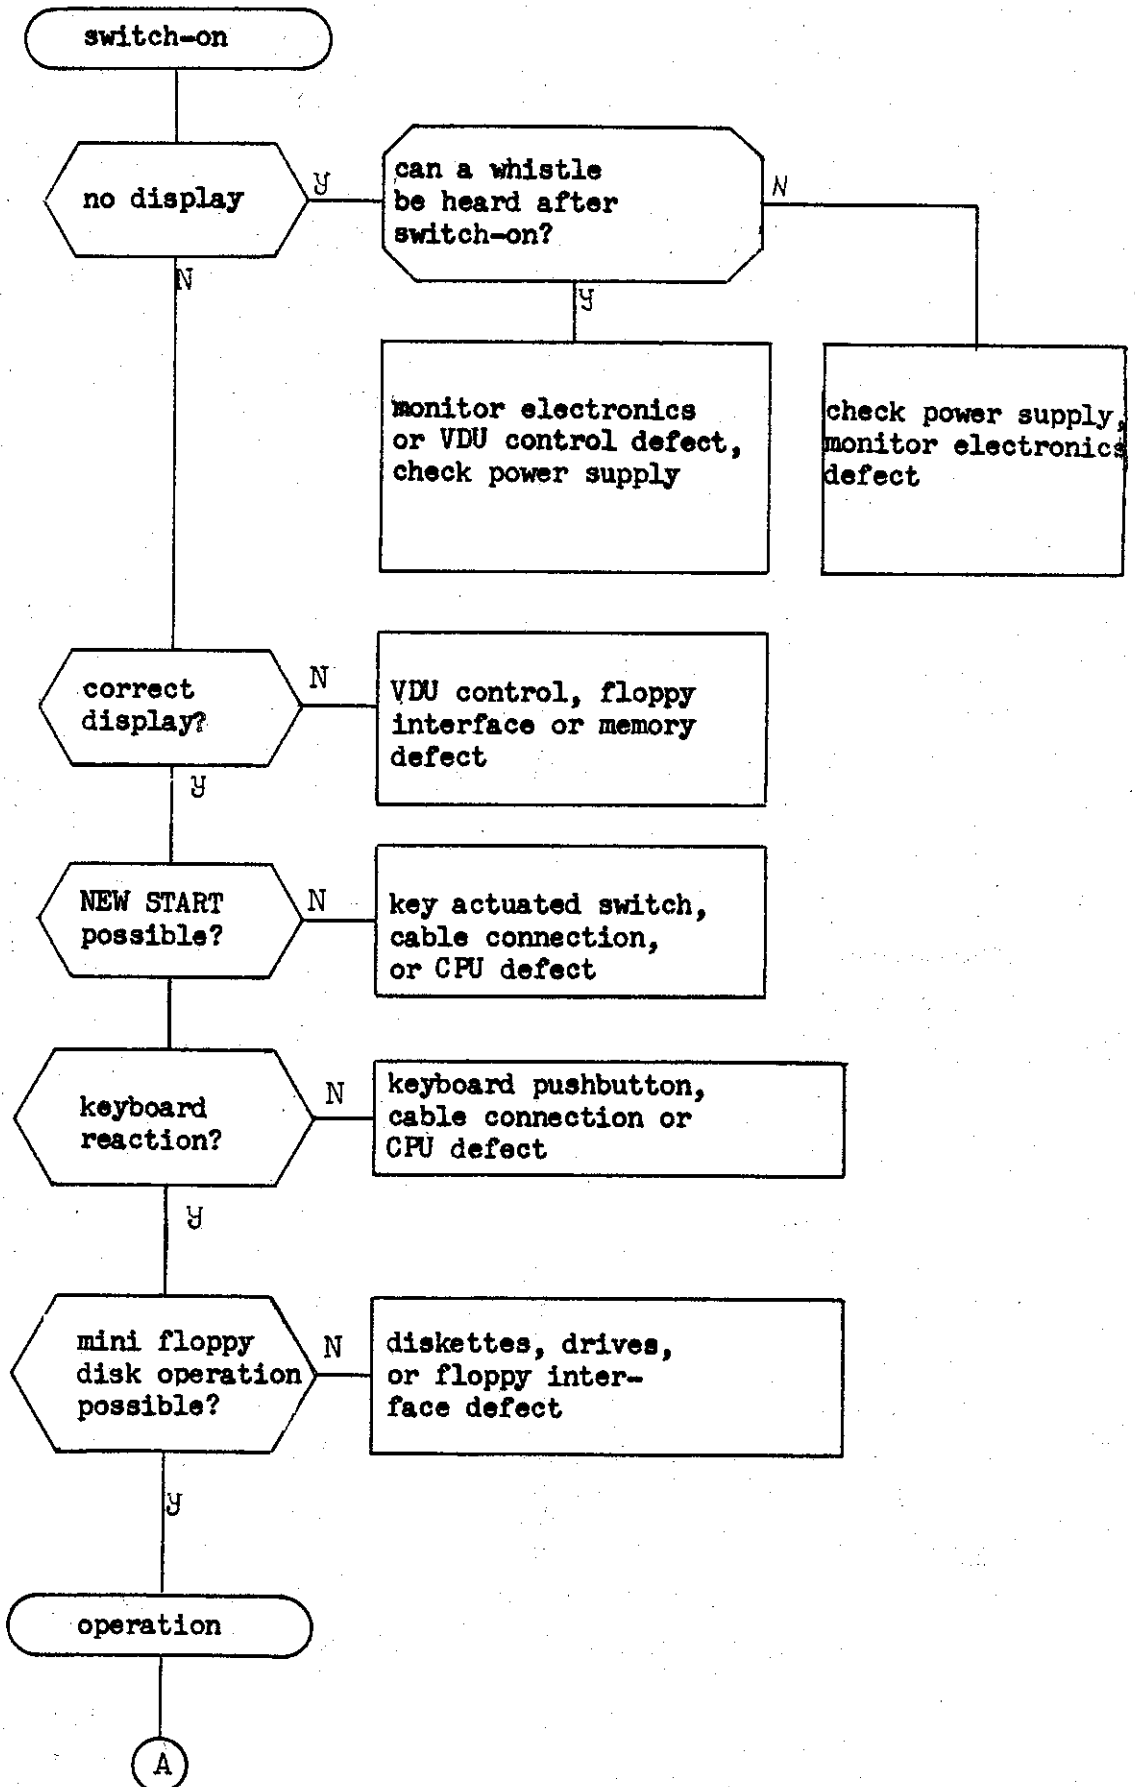 switch-on
no display
Y
can a whistle
be heard after
switch-on?
N
N
Y
monitor electronics
or VDU control defect,
check power supply
check power supply,
monitor electronics
defect
correct
display?
N
VDU control, floppy
interface or memory
defect
Y
NEW START
possible?
N
key actuated switch,
cable connection,
or CPU defect
keyboard
reaction?
N
keyboard pushbutton,
cable connection or
CPU defect
Y
mini floppy
disk operation
possible?
N
diskettes, drives,
or floppy inter-
face defect
Y
operation
A